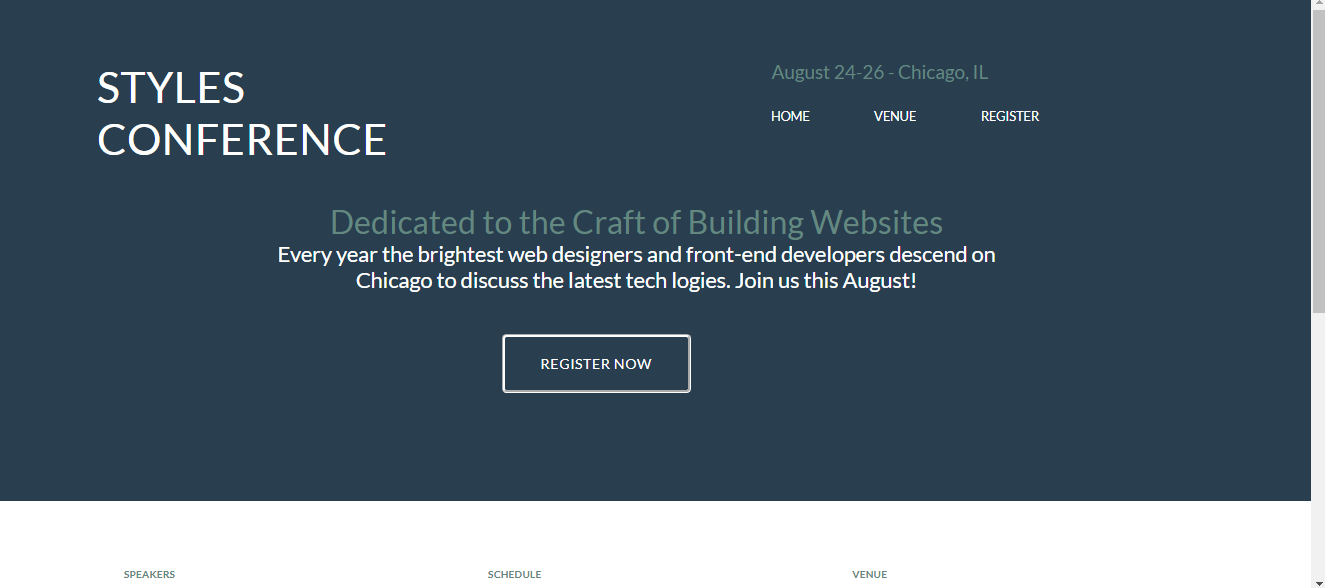 STYLES
CONFERENCE
August 24-26 - Chicago, IL
HOME VENUE REGISTER
Dedicated to the Craft of Building Websites
Every year the brightest web designers and front-end developers descend on
Chicago to discuss the latest tech logies. Join us this August!
REGISTER NOW
SPEAKERS SCHEDULE VENUE